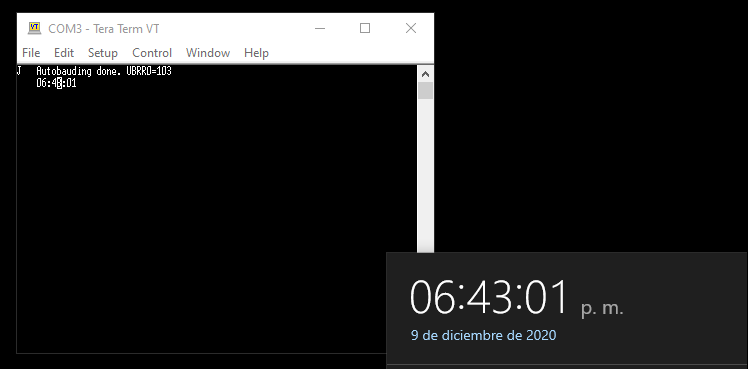 VT
COM3 - Tera Term VT
File Edit Setup Control Window Help
J Autobauding done. UBRR0=103
06:43:01
06:43:01 p. m.
9 de diciembre de 2020